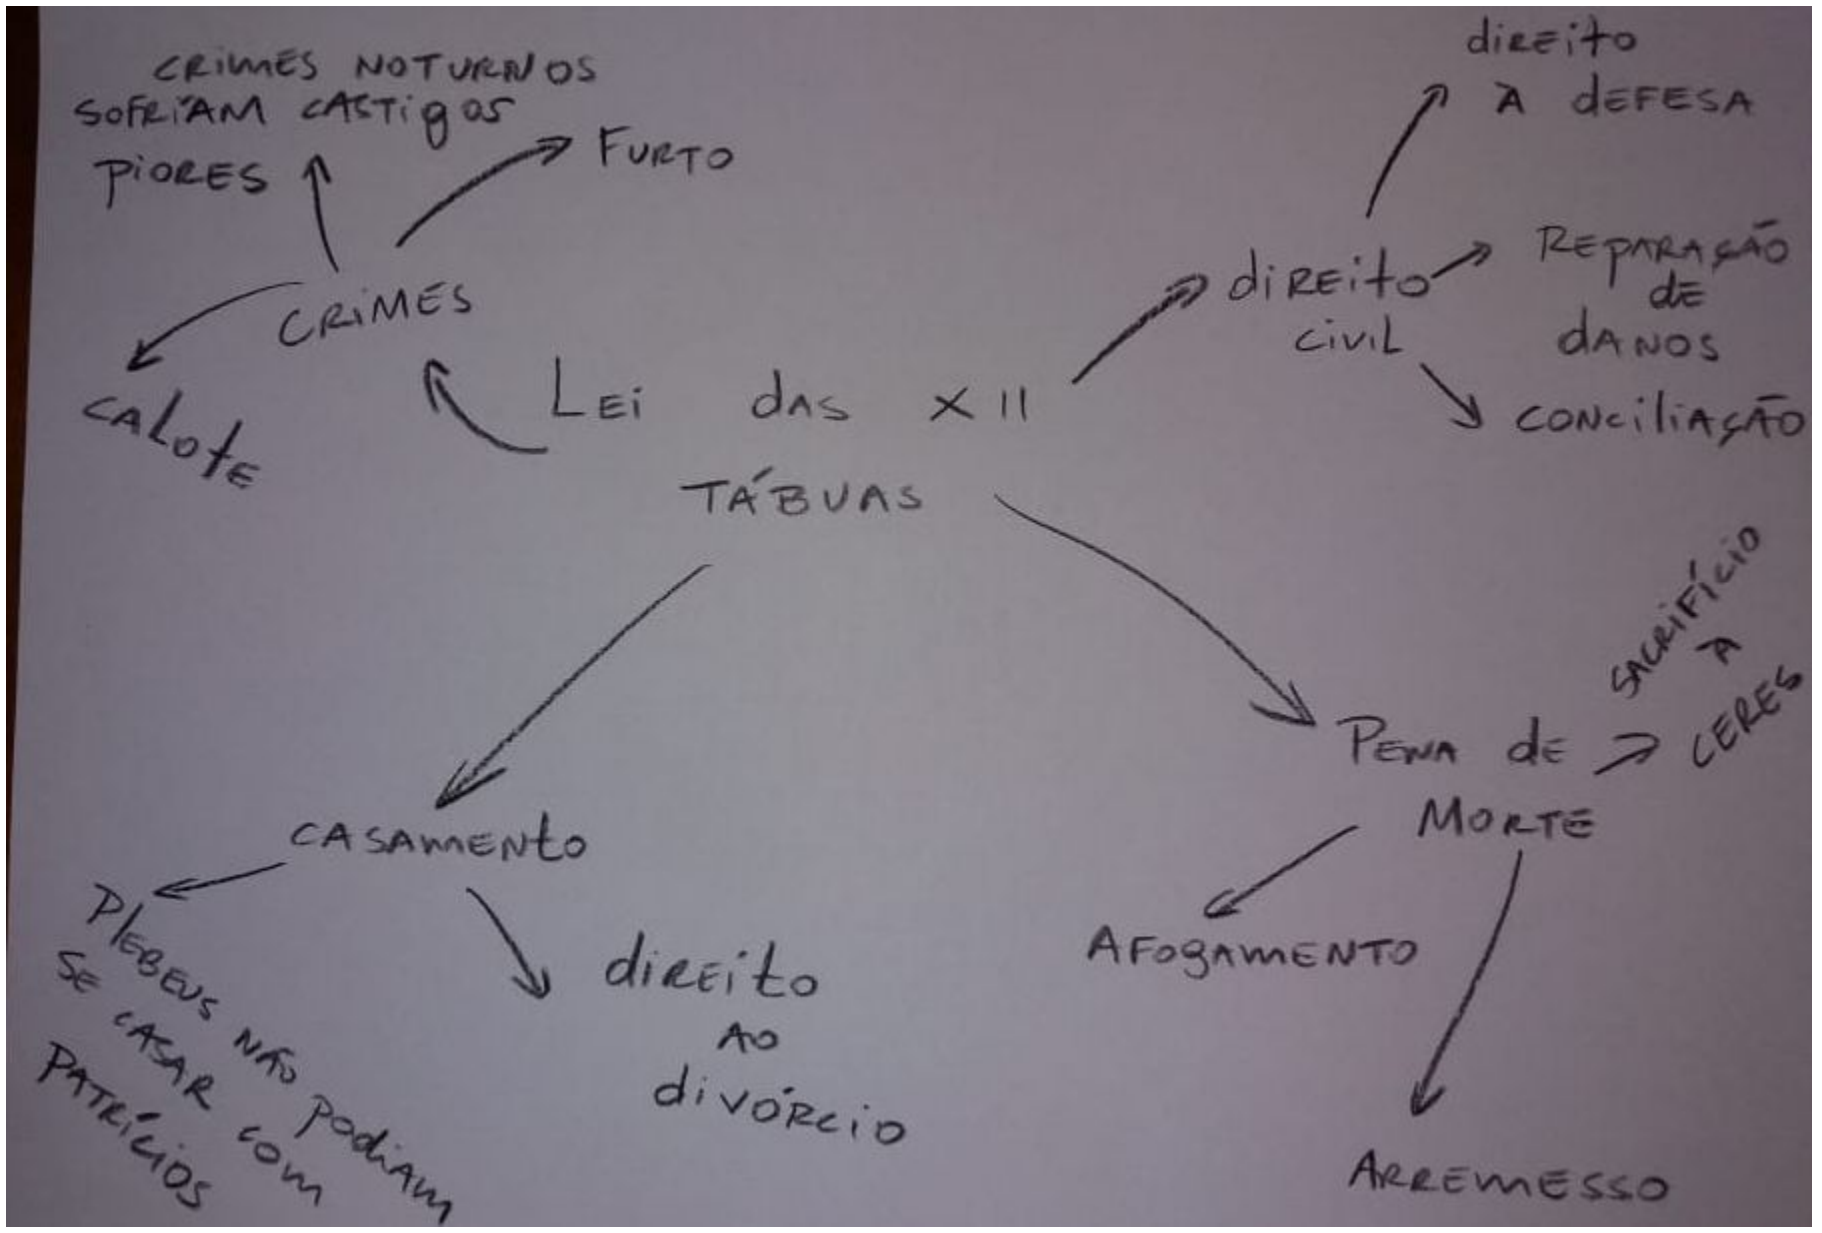 CRIMES NOTURNOS
SOFRIAM CASTIgOS
PIORES
FURTO
CRIMES
CALOTE
LEI DAS XII
TÁBUAS
DIREITO
CIVIL
DIREITO
À DEFESA
REPARAÇÃO
DE
DANOS
CONCILIAÇÃO
PENA DE
MORTE
SACRIFÍCIO
À
CERES
AFOGAMENTO
ARREMESSO
CASAMENTO
PLEBEUS NÃO PODIAM
SE CASAR COM
PATRÍCIOS
DIREITO
AO
DIVÓRCIO